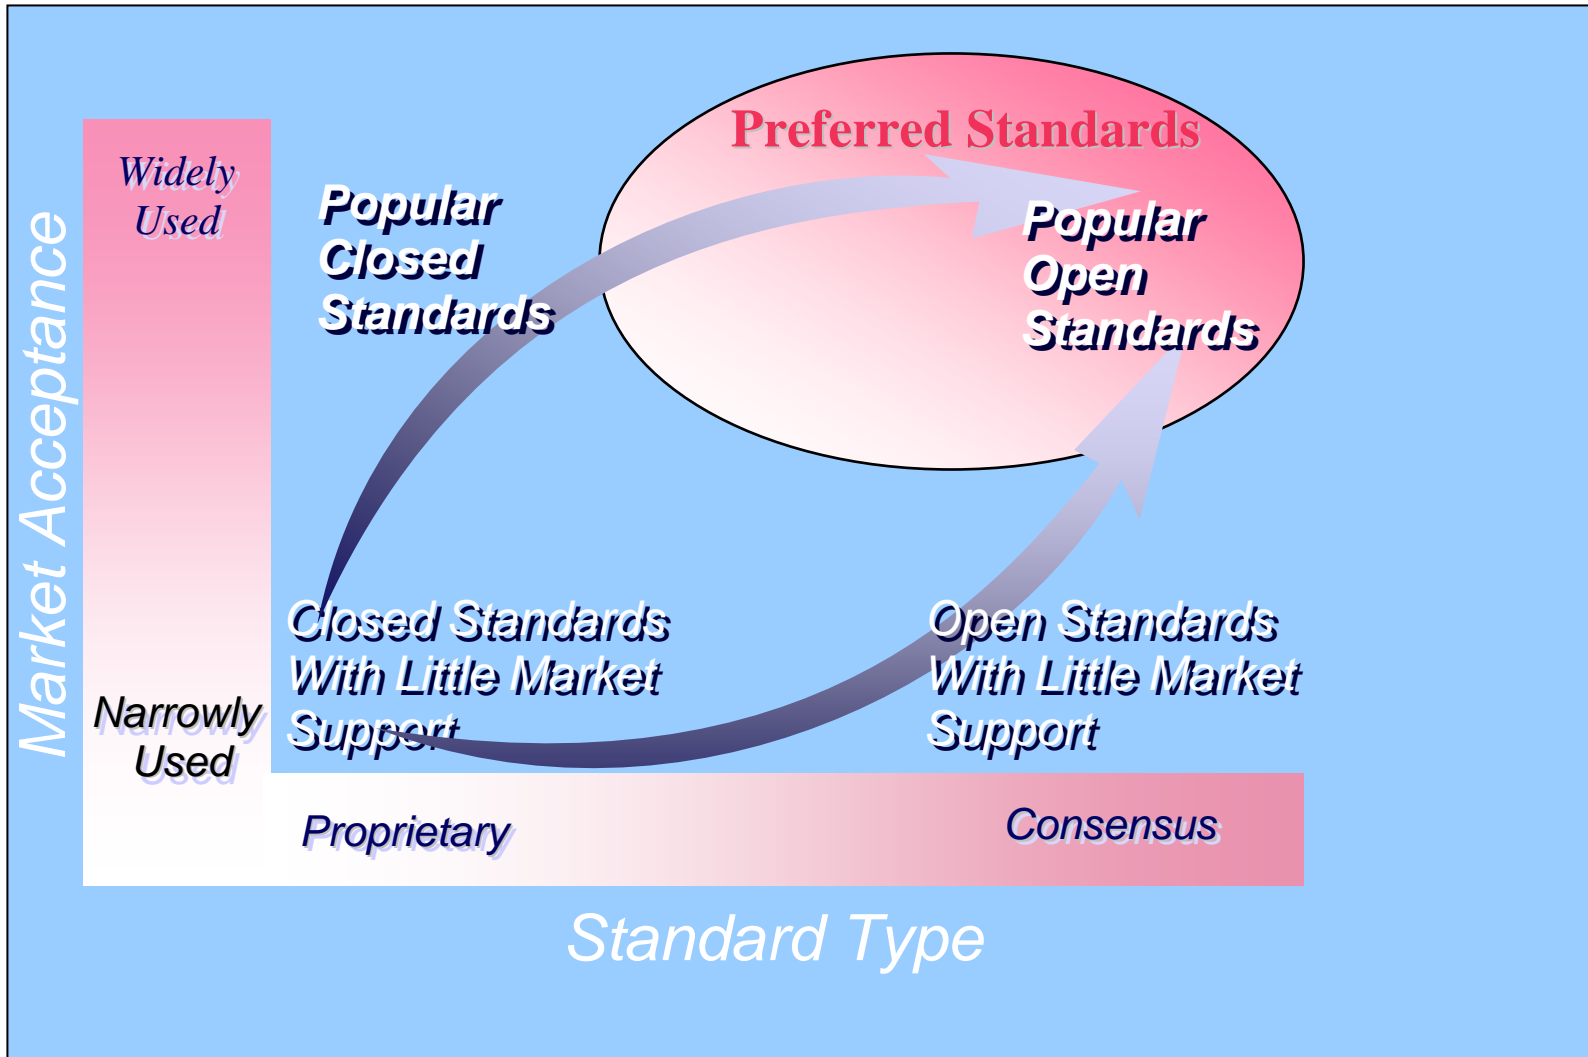 Preferred Standards
Widely
Used
Popular
Closed
Standards
Popular
Open
Standards
Market Acceptance
Closed Standards
With Little Market
Support
Open Standards
With Little Market
Support
Narrowly
Used
Proprietary
Consensus
Standard Type